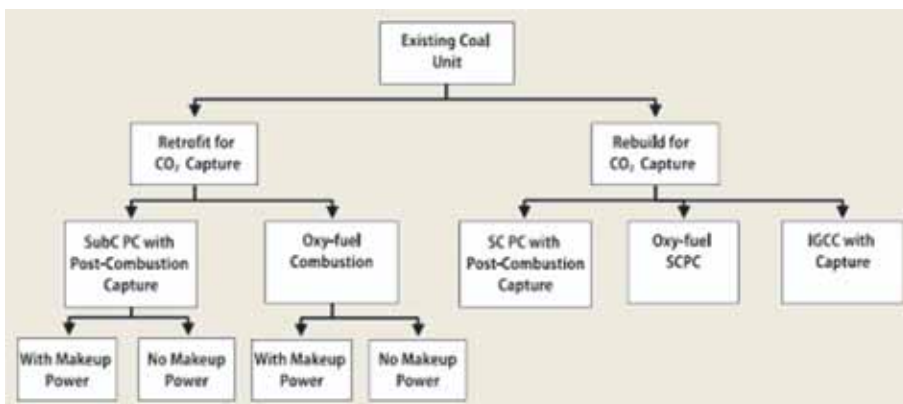 Existing Coal
Unit
Retrofit for
CO₂ Capture
Rebuild for
CO₂ Capture
SubC PC with
Post-Combustion
Capture
Oxy-fuel
Combustion
SC PC with
Post-Combustion
Capture
Oxy-fuel
SCPC
IGCC with
Capture
With Makeup
Power
No Makeup
Power
With Makeup
Power
No Makeup
Power